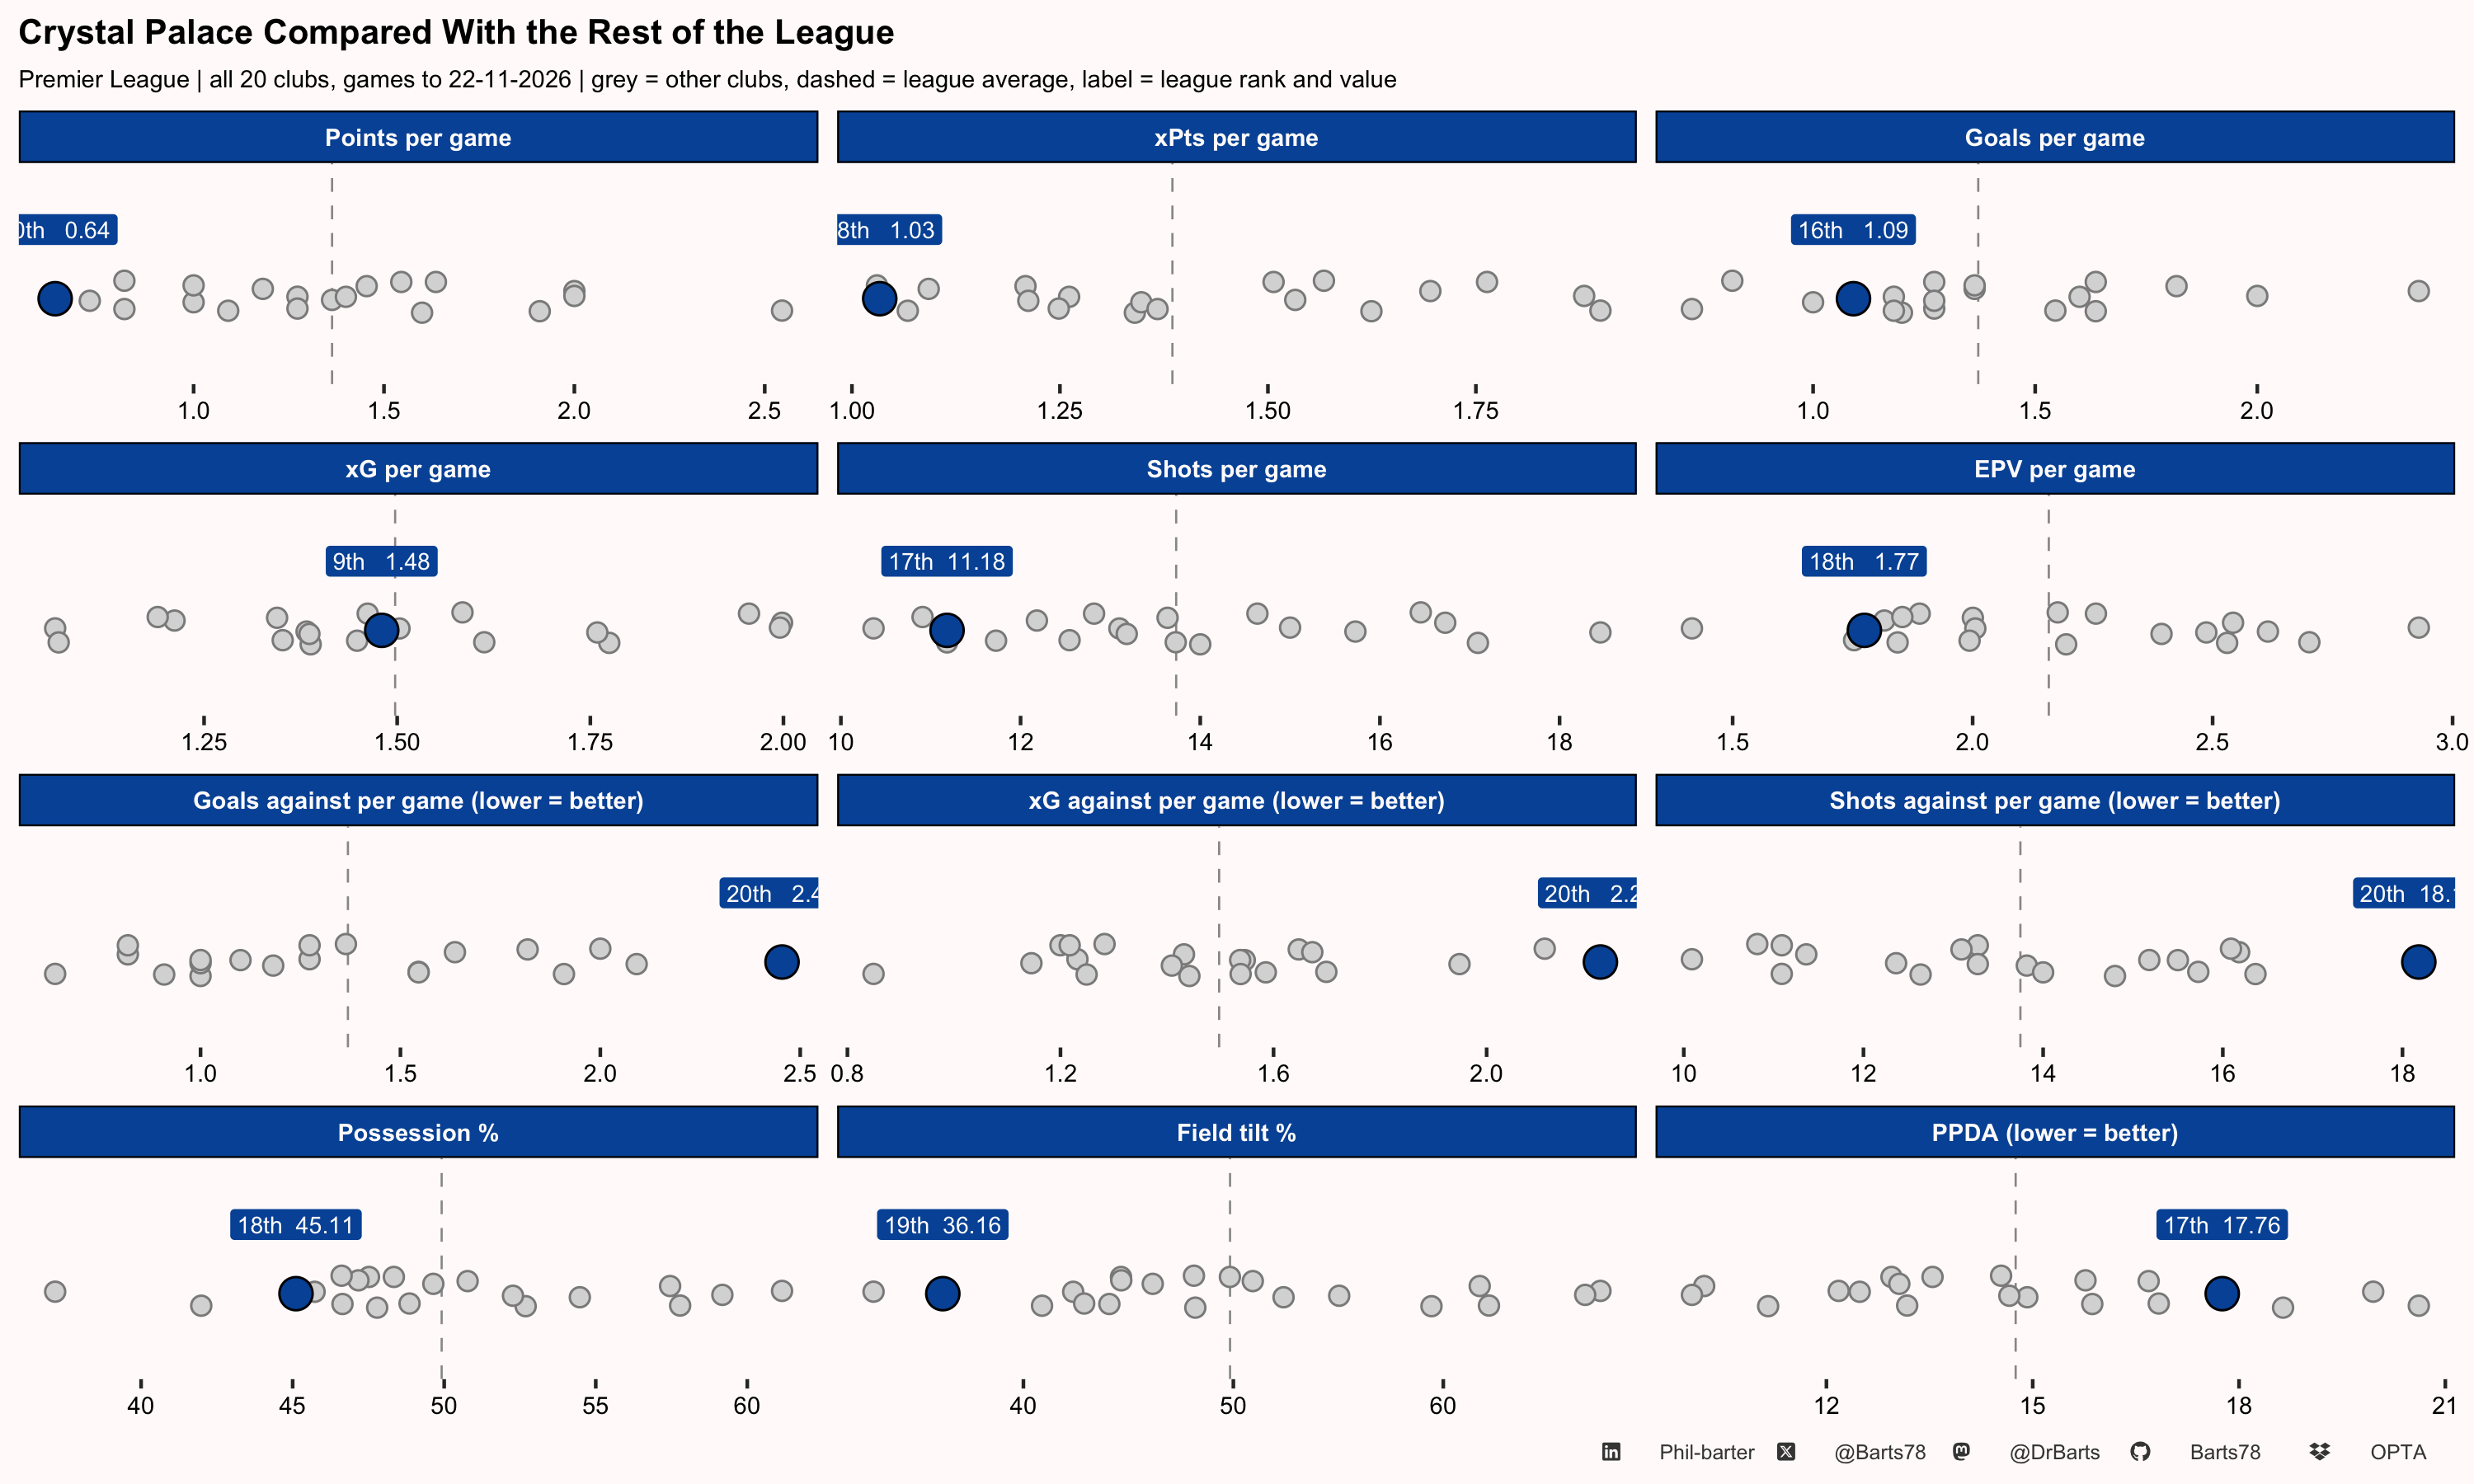 Crystal Palace Compared With the Rest of the League
Premier League | all 20 clubs, games to 22-11-2026 | grey = other clubs, dashed = league average, label = league rank and value
Points per game
xPts per game
Goals per game
0th 0.64
8th 1.03
16th 1.09
1.0 1.5 2.0 2.5
1.00 1.25 1.50 1.75
1.0 1.5 2.0
xG per game
Shots per game
EPV per game
9th 1.48
17th 11.18
18th 1.77
1.25 1.50 1.75 2.00
10 12 14 16 18
1.5 2.0 2.5 3.0
Goals against per game (lower = better)
xG against per game (lower = better)
Shots against per game (lower = better)
20th 2.4
20th 2.2
20th 18.
1.0 1.5 2.0 2.5
0.8 1.2 1.6 2.0
10 12 14 16 18
Possession %
Field tilt %
PPDA (lower = better)
18th 45.11
19th 36.16
17th 17.76
40 45 50 55 60
40 50 60
12 15 18 21
Phil-barter @Barts78 @DrBarts Barts78 OPTA